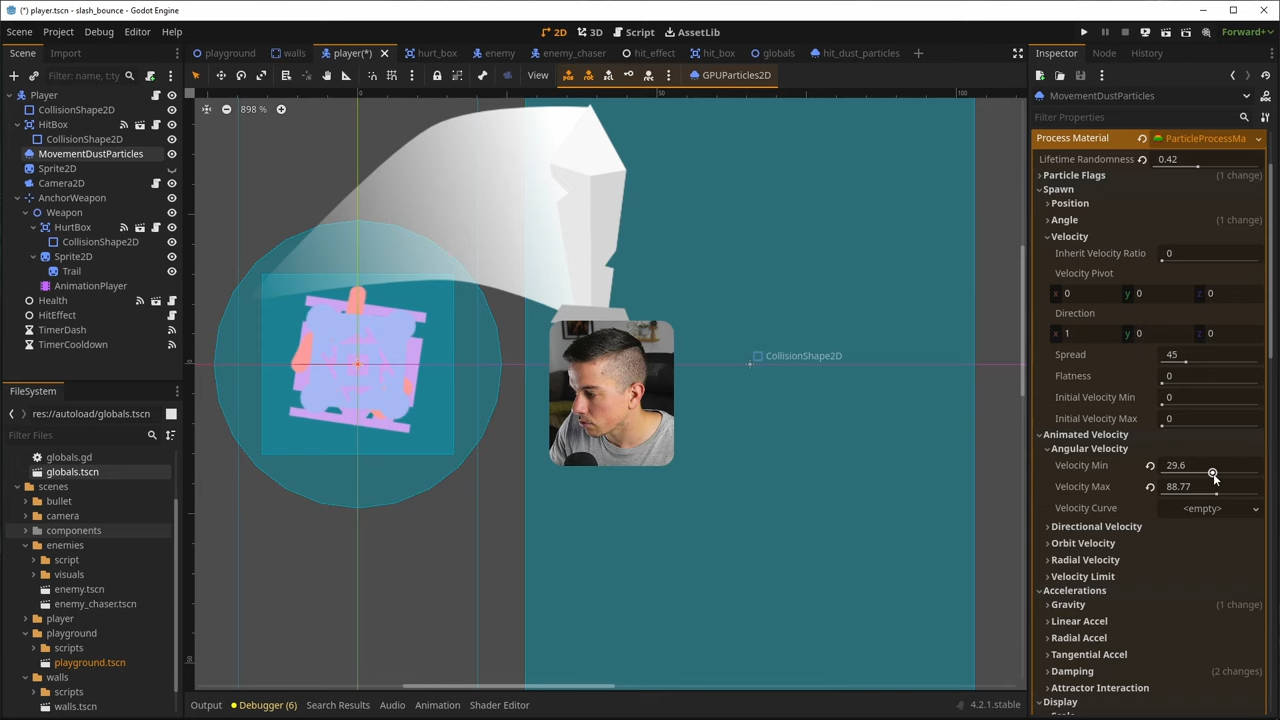 (*) player.tscn - slash_bounce - Godot Engine
Scene Project Debug Editor Help
2D 3D Script AssetLib
Forward+
Scene Import
playground walls player(*) hurt_box enemy enemy_chaser hit_effect hit_box globals hit_dust_particles
Inspector Node History
Filter: name, t:ty
View GPUParticles2D
898 %
0 50 100
Player
CollisionShape2D
HitBox
CollisionShape2D
MovementDustParticles
Sprite2D
Camera2D
AnchorWeapon
Weapon
HurtBox
CollisionShape2D
Sprite2D
Trail
AnimationPlayer
Health
HitEffect
TimerDash
TimerCooldown
CollisionShape2D
FileSystem
res://autoload/globals.tscn
Filter Files
globals.gd
globals.tscn
scenes
bullet
camera
components
enemies
script
visuals
enemy.tscn
enemy_chaser.tscn
player
playground
scripts
playground.tscn
walls
scripts
walls.tscn
MovementDustParticles
Filter Properties
Process Material ParticleProcessMa
Lifetime Randomness 0.42
Particle Flags (1 change)
Spawn
Position
Angle (1 change)
Velocity
Inherit Velocity Ratio 0
Velocity Pivot
x 0 y 0 z 0
Direction
x 1 y 0 z 0
Spread 45
Flatness 0
Initial Velocity Min 0
Initial Velocity Max 0
Animated Velocity
Angular Velocity
Velocity Min 29.6
Velocity Max 88.77
Velocity Curve <empty>
Directional Velocity
Orbit Velocity
Radial Velocity
Velocity Limit
Accelerations
Gravity (1 change)
Linear Accel
Radial Accel
Tangential Accel
Damping (2 changes)
Attractor Interaction
Display
Output Debugger (6) Search Results Audio Animation Shader Editor 4.2.1.stable